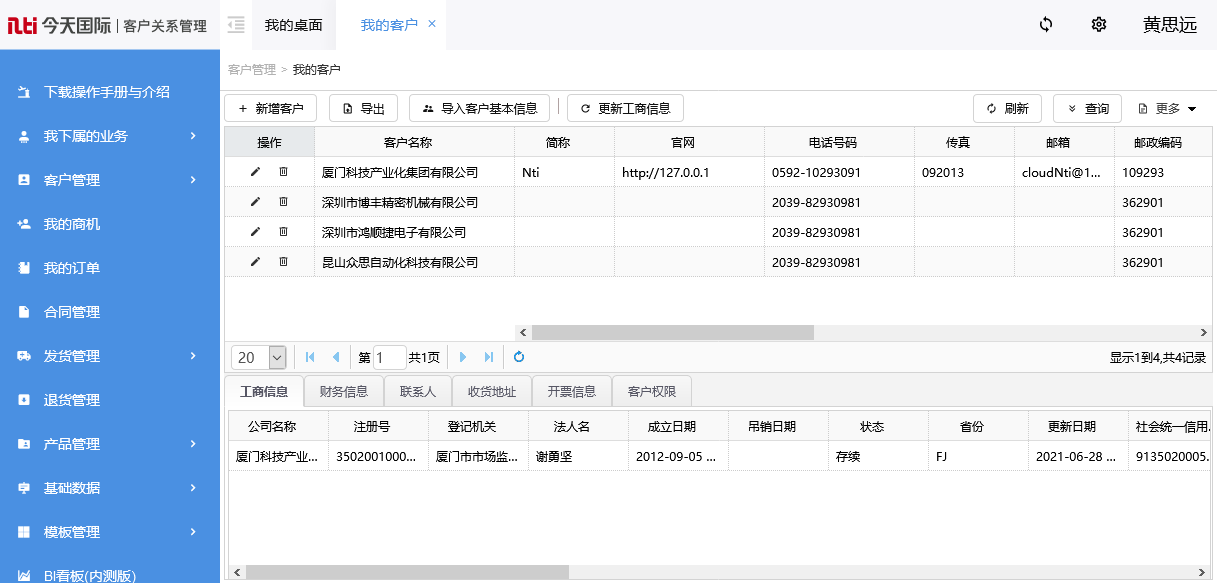 nti 今天国际 | 客户关系管理
我的桌面
我的客户 ×
黄思远
下载操作手册与介绍
我下属的业务
客户管理
我的商机
我的订单
合同管理
发货管理
退货管理
产品管理
基础数据
模板管理
BI看板(内测版)
客户管理 > 我的客户
+ 新增客户 导出 导入客户基本信息 更新工商信息 刷新 查询 更多
操作 客户名称 简称 官网 电话号码 传真 邮箱 邮政编码
厦门科技产业化集团有限公司 Nti http://127.0.0.1 0592-10293091 092013 cloudNti@1... 109293
深圳市博丰精密机械有限公司 2039-82930981 362901
深圳市鸿顺捷电子有限公司 2039-82930981 362901
昆山众思自动化科技有限公司 2039-82930981 362901
20 第 1 共1页 显示1到4,共4记录
工商信息 财务信息 联系人 收货地址 开票信息 客户权限
公司名称 注册号 登记机关 法人名 成立日期 吊销日期 状态 省份 更新日期 社会统一信用.
厦门科技产业... 3502001000... 厦门市市场监... 谢勇坚 2012-09-05 ... 存续 FJ 2021-06-28 ... 9135020005.